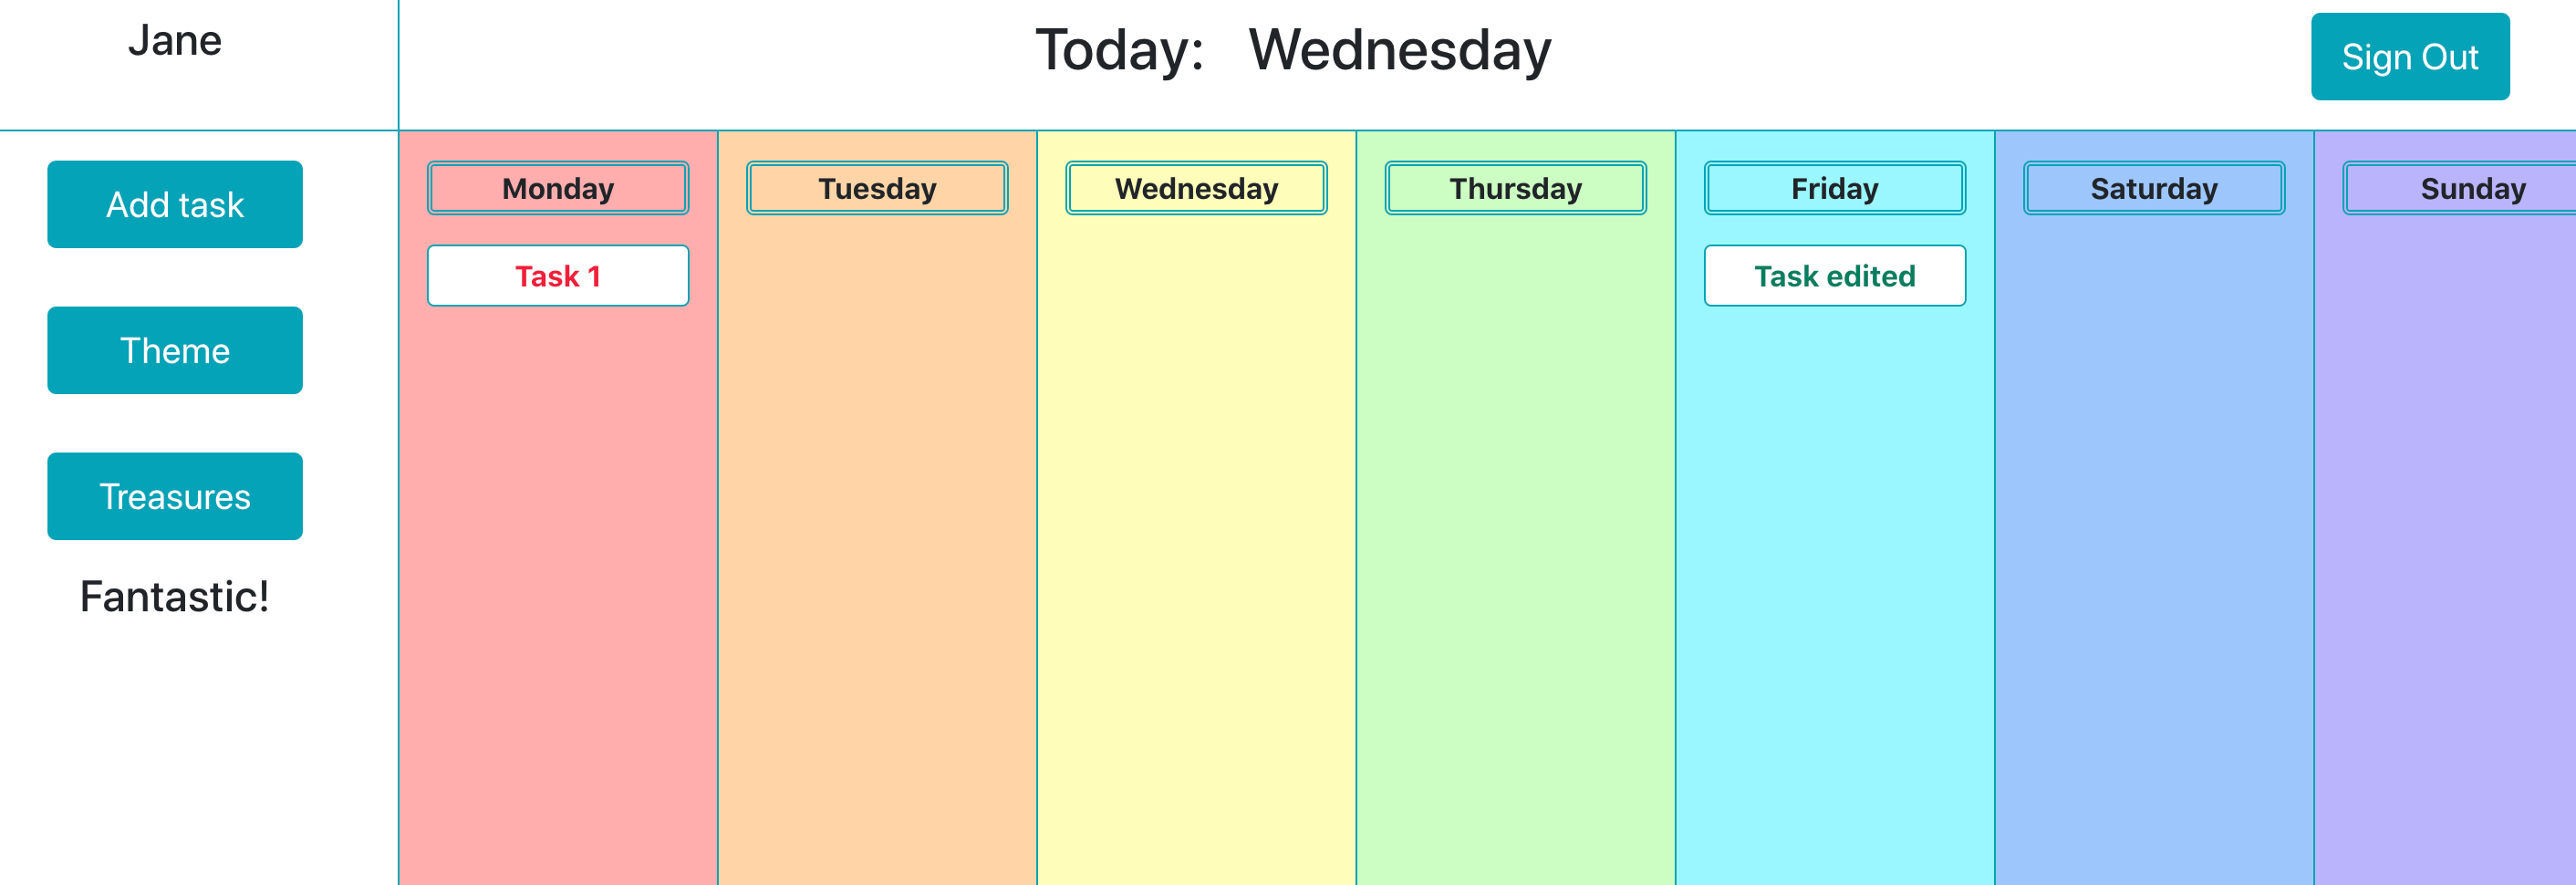 Jane
Today: Wednesday
Sign Out
Add task
Theme
Treasures
Fantastic!
Monday
Tuesday
Wednesday
Thursday
Friday
Saturday
Sunday
Task 1
Task edited